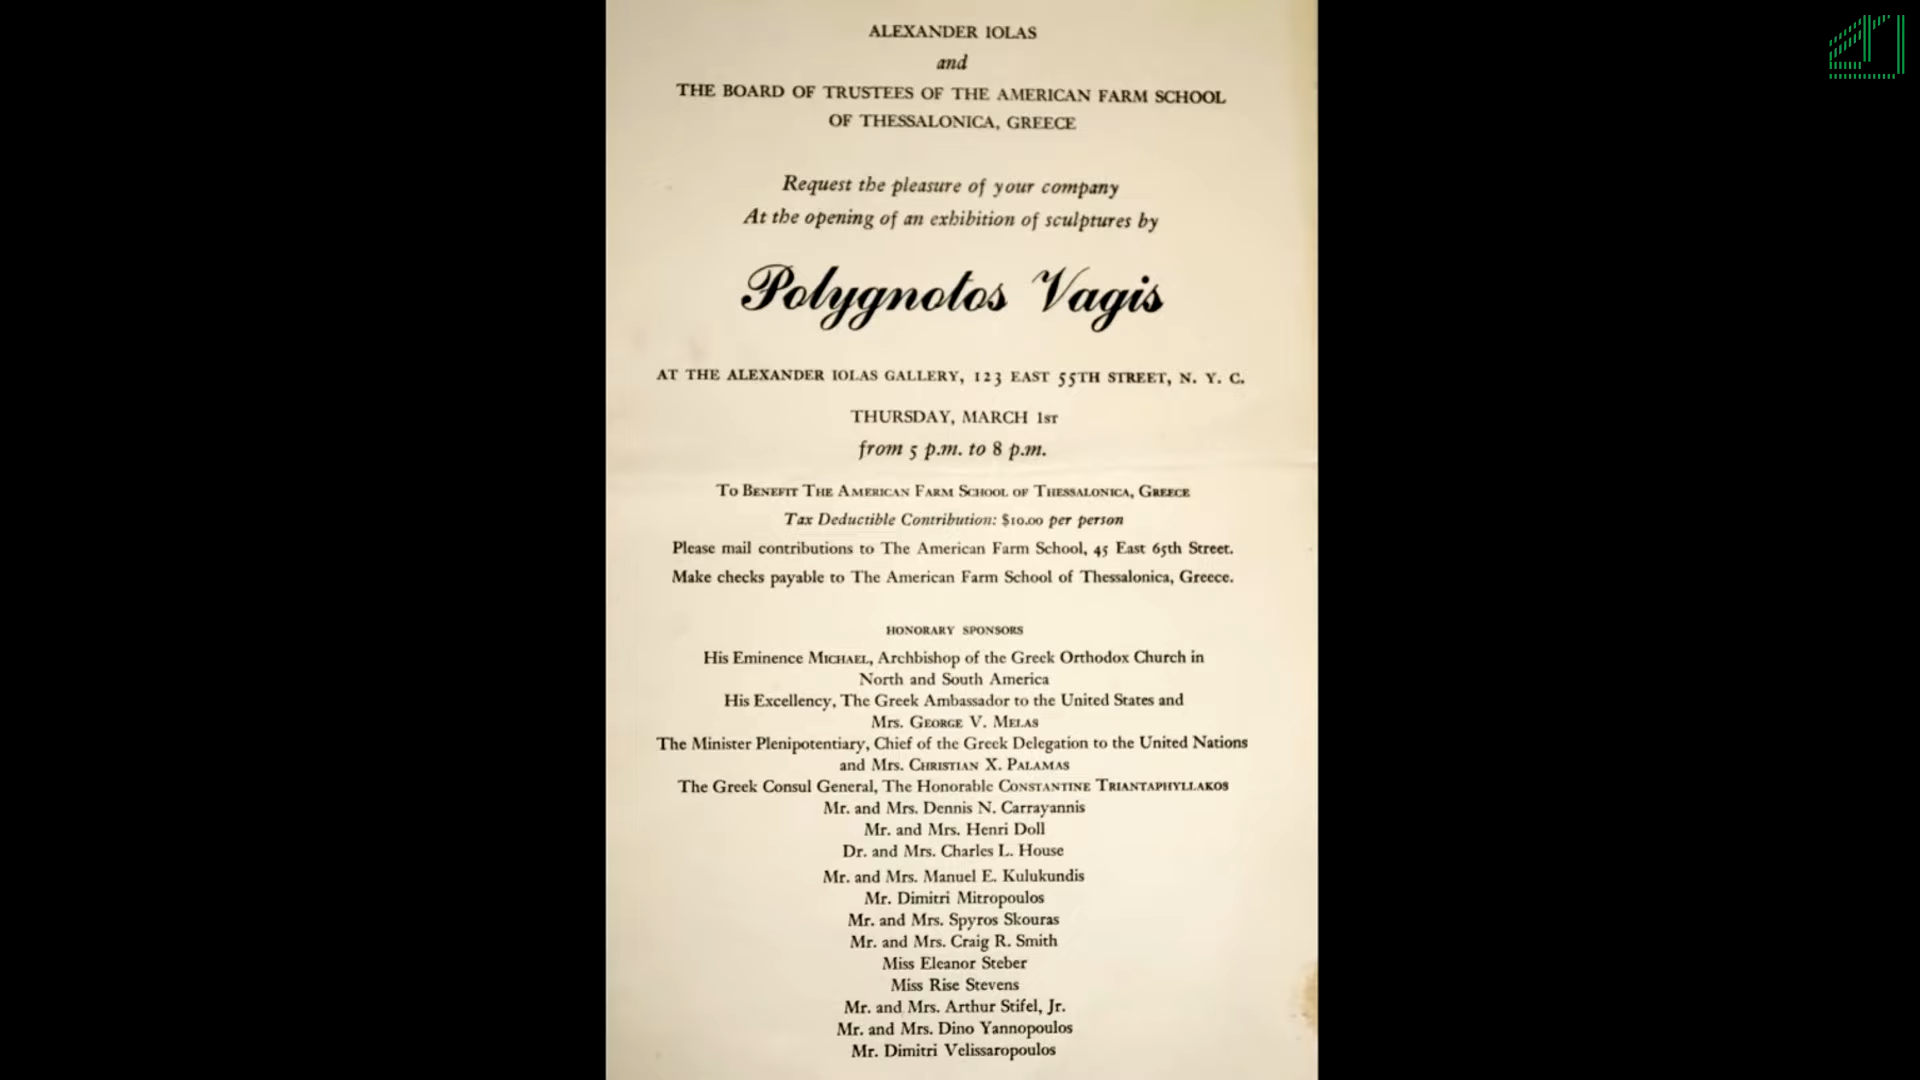 ALEXANDER IOLAS
and
THE BOARD OF TRUSTEES OF THE AMERICAN FARM SCHOOL
OF THESSALONICA, GREECE
Request the pleasure of your company
At the opening of an exhibition of sculptures by
Polygnotos Vagis
AT THE ALEXANDER IOLAS GALLERY, 123 EAST 55TH STREET, N. Y. C.
THURSDAY, MARCH 1ST
from 5 p.m. to 8 p.m.
To Benefit The American Farm School of Thessalonica, Greece
Tax Deductible Contribution: $10.00 per person
Please mail contributions to The American Farm School, 45 East 65th Street.
Make checks payable to The American Farm School of Thessalonica, Greece.
HONORARY SPONSORS
His Eminence MICHAEL, Archbishop of the Greek Orthodox Church in
North and South America
His Excellency, The Greek Ambassador to the United States and
Mrs. GEORGE V. MELAS
The Minister Plenipotentiary, Chief of the Greek Delegation to the United Nations
and Mrs. CHRISTIAN X. PALAMAS
The Greek Consul General, The Honorable CONSTANTINE TRIANTAPHYLLAKOS
Mr. and Mrs. Dennis N. Carrayannis
Mr. and Mrs. Henri Doll
Dr. and Mrs. Charles L. House
Mr. and Mrs. Manuel E. Kulukundis
Mr. Dimitri Mitropoulos
Mr. and Mrs. Spyros Skouras
Mr. and Mrs. Craig R. Smith
Miss Eleanor Steber
Miss Rise Stevens
Mr. and Mrs. Arthur Stifel, Jr.
Mr. and Mrs. Dino Yannopoulos
Mr. Dimitri Velissaropoulos